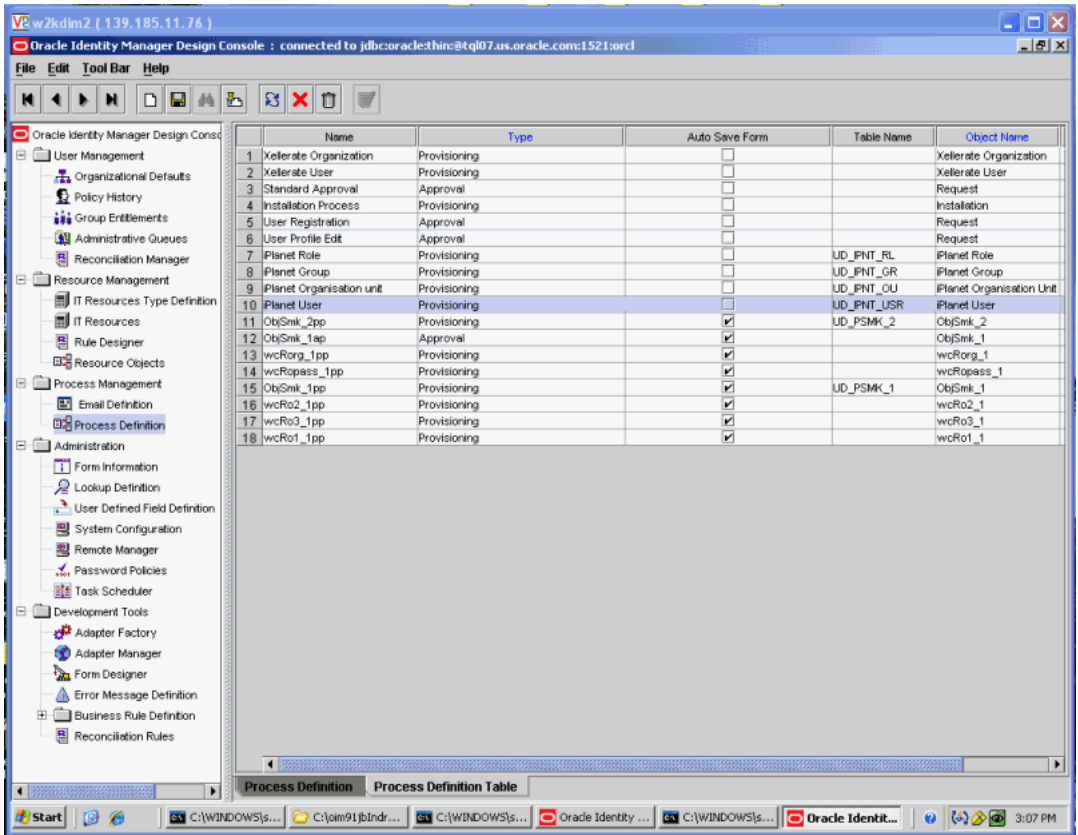 w2kdim2 ( 139.185.11.76 )
Oracle Identity Manager Design Console : connected to jdbc:oracle:thin:@tql07.us.oracle.com:1521:orcl
File Edit Tool Bar Help
Oracle Identity Manager Design Consc
User Management
Organizational Defaults
Policy History
Group Entitlements
Administrative Queues
Reconciliation Manager
Resource Management
IT Resources Type Definition
IT Resources
Rule Designer
Resource Objects
Process Management
Email Definition
Process Definition
Administration
Form Information
Lookup Definition
User Defined Field Definition
System Configuration
Remote Manager
Password Policies
Task Scheduler
Development Tools
Adapter Factory
Adapter Manager
Form Designer
Error Message Definition
Business Rule Definition
Reconciliation Rules
Name Type Auto Save Form Table Name Object Name
1 Xellerate Organization Provisioning Xellerate Organization
2 Xellerate User Provisioning Xellerate User
3 Standard Approval Approval Request
4 Installation Process Provisioning Installation
5 User Registration Approval Request
6 User Profile Edit Approval Request
7 iPlanet Role Provisioning UD_IPNT_RL iPlanet Role
8 iPlanet Group Provisioning UD_IPNT_GR iPlanet Group
9 iPlanet Organisation unit Provisioning UD_IPNT_OU iPlanet Organisation Unit
10 iPlanet User Provisioning UD_IPNT_USR iPlanet User
11 ObjSmk_2pp Provisioning UD_PSMK_2 ObjSmk_2
12 ObjSmk_1ap Approval ObjSmk_1
13 wcRorg_1pp Provisioning wcRorg_1
14 wcRopass_1pp Provisioning wcRopass_1
15 ObjSmk_1pp Provisioning UD_PSMK_1 ObjSmk_1
16 wcRo2_1pp Provisioning wcRo2_1
17 wcRo3_1pp Provisioning wcRo3_1
18 wcRo1_1pp Provisioning wcRo1_1
Process Definition Process Definition Table
Start C:\WINDOWS\s... C:\oim91jbIndr... C:\WINDOWS\s... Oracle Identity ... C:\WINDOWS\s... Oracle Identit... 3:07 PM